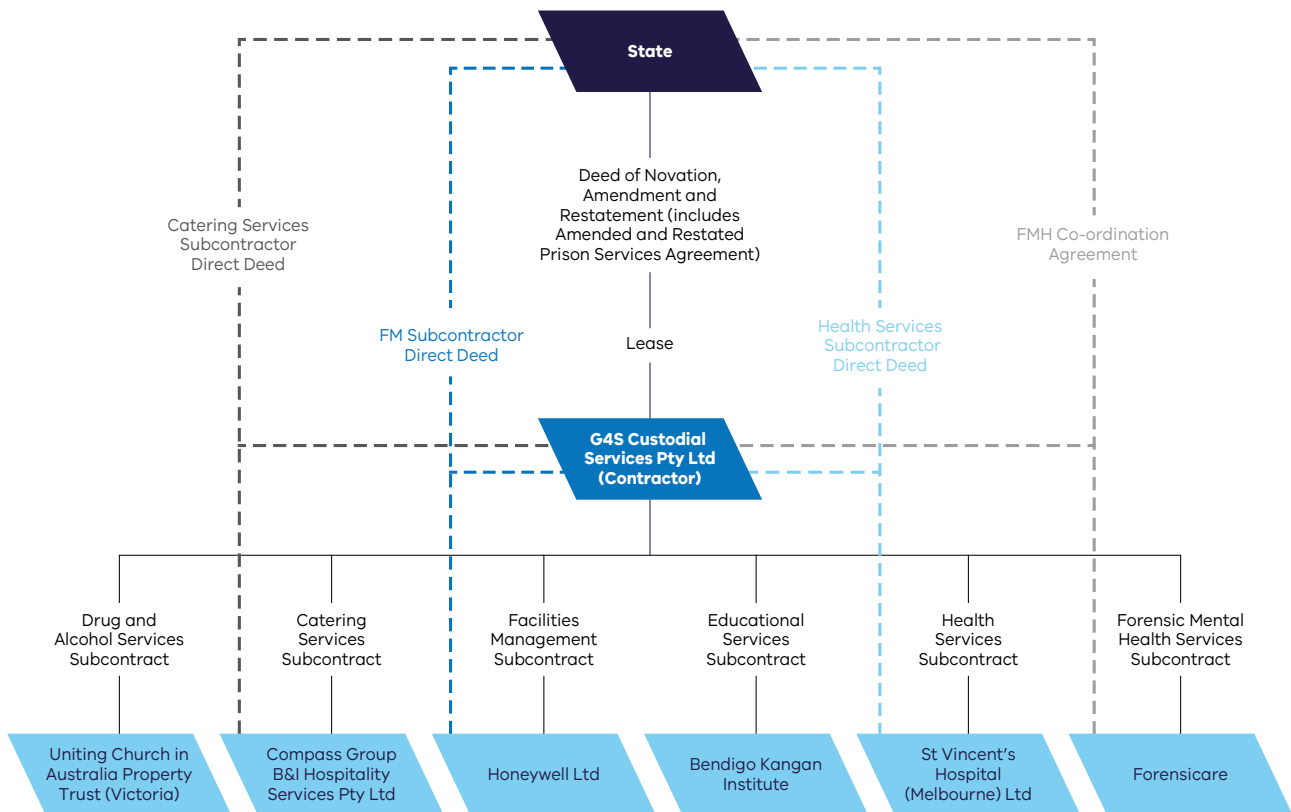 State
Deed of Novation,
Amendment and
Restatement (includes
Amended and Restated
Prison Services Agreement)
Catering Services
Subcontractor
Direct Deed
FMH Co-ordination
Agreement
FM Subcontractor
Direct Deed
Lease
Health Services
Subcontractor
Direct Deed
G4S Custodial
Services Pty Ltd
(Contractor)
Drug and
Alcohol Services
Subcontract
Catering
Services
Subcontract
Facilities
Management
Subcontract
Educational
Services
Subcontract
Health
Services
Subcontract
Forensic Mental
Health Services
Subcontract
Uniting Church in
Australia Property
Trust (Victoria)
Compass Group
B&I Hospitality
Services Pty Ltd
Honeywell Ltd
Bendigo Kangan
Institute
St Vincent's
Hospital
(Melbourne) Ltd
Forensicare